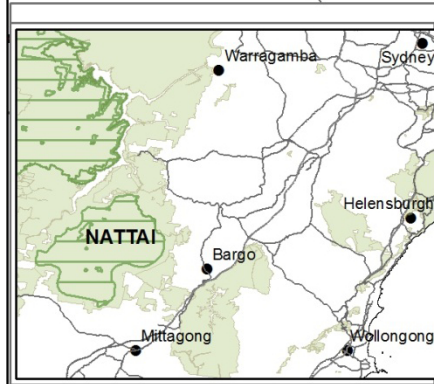 Warragamba
Sydney
Helensburgh
NATTAI
Bargo
Mittagong
Wollongong